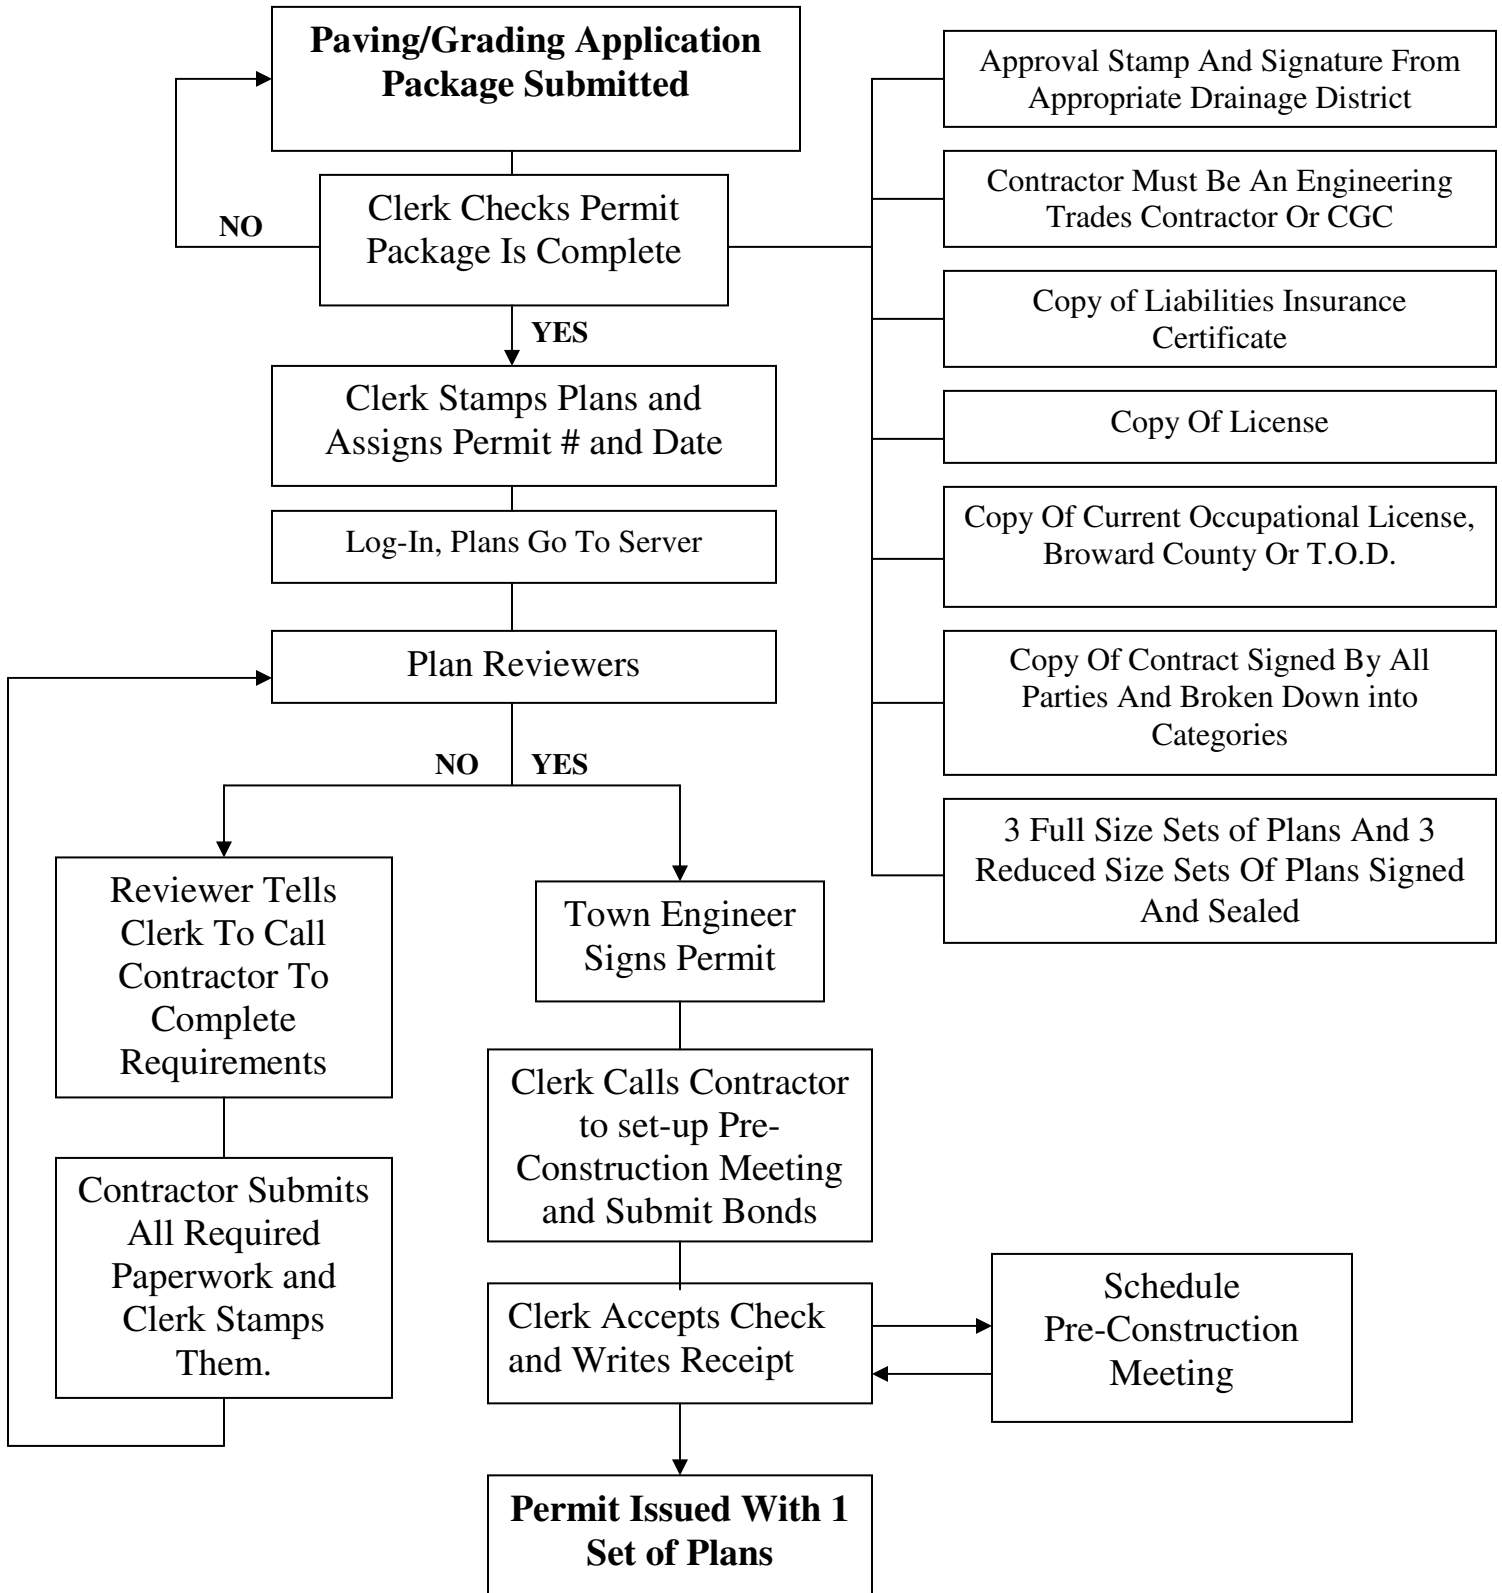 Paving/Grading Application
Package Submitted
Clerk Checks Permit
Package Is Complete
NO
YES
Approval Stamp And Signature From
Appropriate Drainage District
Contractor Must Be An Engineering
Trades Contractor Or CGC
Copy of Liabilities Insurance
Certificate
Copy Of License
Copy Of Current Occupational License,
Broward County Or T.O.D.
Copy Of Contract Signed By All
Parties And Broken Down into
Categories
3 Full Size Sets of Plans And 3
Reduced Size Sets Of Plans Signed
And Sealed
Clerk Stamps Plans and
Assigns Permit # and Date
Log-In, Plans Go To Server
Plan Reviewers
NO
YES
Reviewer Tells
Clerk To Call
Contractor To
Complete
Requirements
Contractor Submits
All Required
Paperwork and
Clerk Stamps
Them.
Town Engineer
Signs Permit
Clerk Calls Contractor
to set-up Pre-
Construction Meeting
and Submit Bonds
Clerk Accepts Check
and Writes Receipt
Schedule
Pre-Construction
Meeting
Permit Issued With 1
Set of Plans